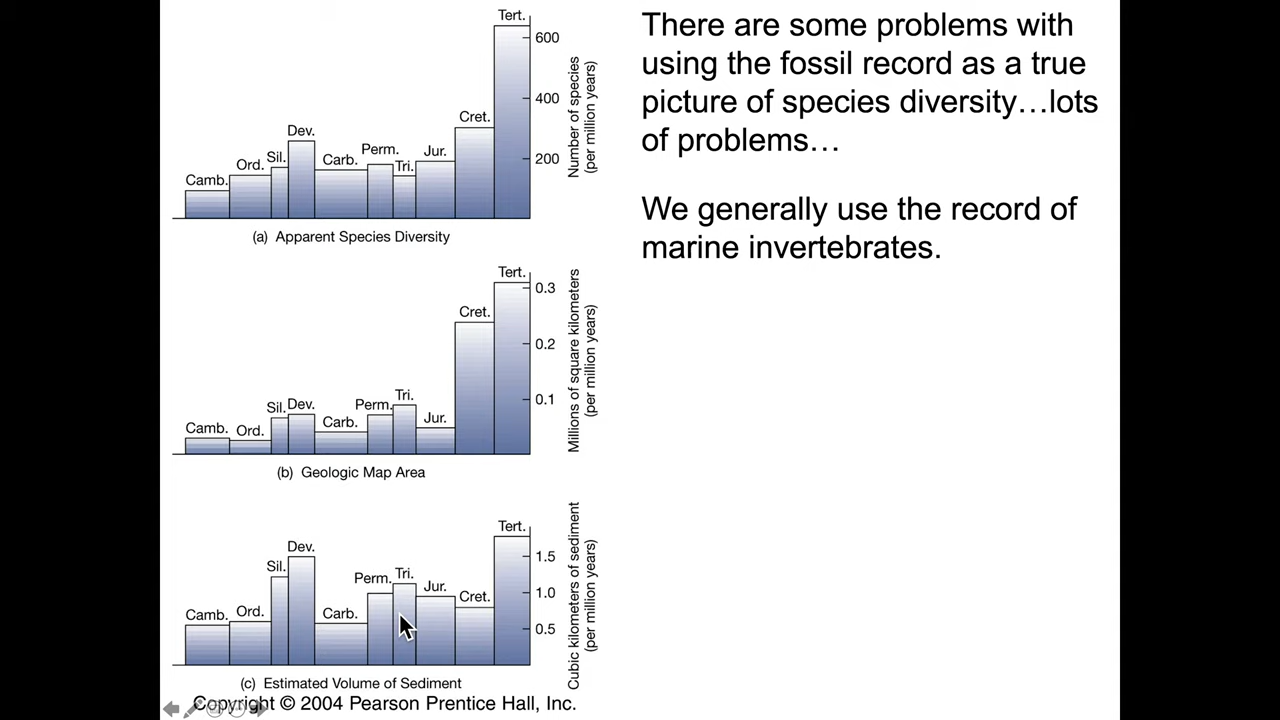 Tert.
600
400
200
Number of species
(per million years)
Camb.
Ord.
Sil.
Dev.
Carb.
Perm.
Tri.
Jur.
Cret.
(a) Apparent Species Diversity
Tert.
0.3
0.2
0.1
Millions of square kilometers
(per million years)
Camb.
Ord.
Sil.
Dev.
Carb.
Perm.
Tri.
Jur.
Cret.
(b) Geologic Map Area
Tert.
1.5
1.0
0.5
Cubic kilometers of sediment
(per million years)
Camb.
Ord.
Sil.
Dev.
Carb.
Perm.
Tri.
Jur.
Cret.
(c) Estimated Volume of Sediment
Copyright © 2004 Pearson Prentice Hall, Inc.
There are some problems with
using the fossil record as a true
picture of species diversity…lots
of problems…
We generally use the record of
marine invertebrates.